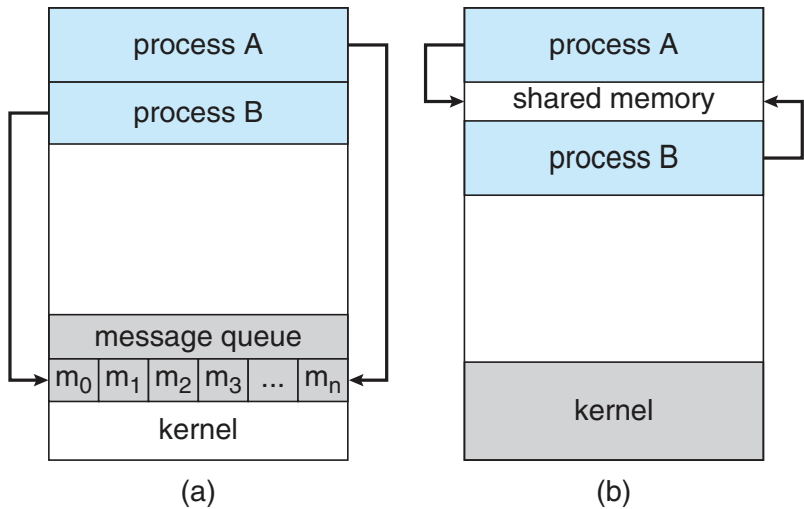 process A
process B
message queue
m0 m1 m2 m3 ... mn
kernel
(a)
process A
shared memory
process B
kernel
(b)